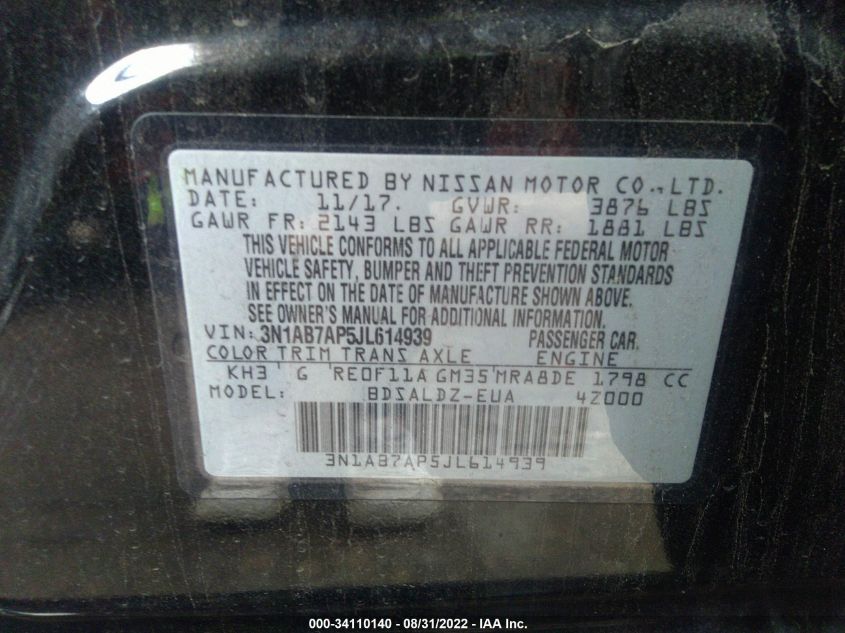 MANUFACTURED BY NISSAN MOTOR CO., LTD.
DATE: 11/17. GVWR: 3876 LBS
GAWR FR: 2143 LBS GAWR RR: 1881 LBS
THIS VEHICLE CONFORMS TO ALL APPLICABLE FEDERAL MOTOR
VEHICLE SAFETY, BUMPER AND THEFT PREVENTION STANDARDS
IN EFFECT ON THE DATE OF MANUFACTURE SHOWN ABOVE.
SEE OWNER'S MANUAL FOR ADDITIONAL INFORMATION.
VIN: 3N1AB7AP5JL614939 PASSENGER CAR.
COLOR TRIM TRANS AXLE ENGINE
KH3 G RE0F11A GM35 MRA8DE 1798 CC
MODEL: BDSALDZ-EUA 4Z000
3N1AB7AP5JL614939
000-34110140 - 08/31/2022 - IAA Inc.